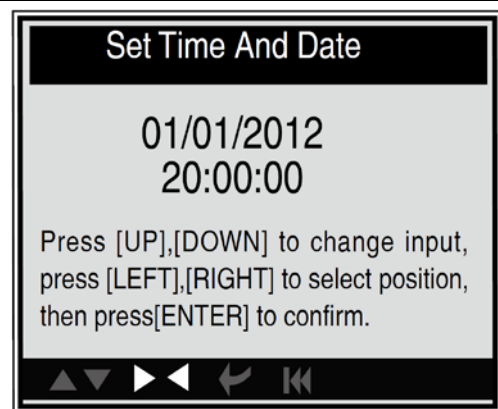 Set Time And Date
01/01/2012
20:00:00
Press [UP],[DOWN] to change input,
press [LEFT],[RIGHT] to select position,
then press[ENTER] to confirm.